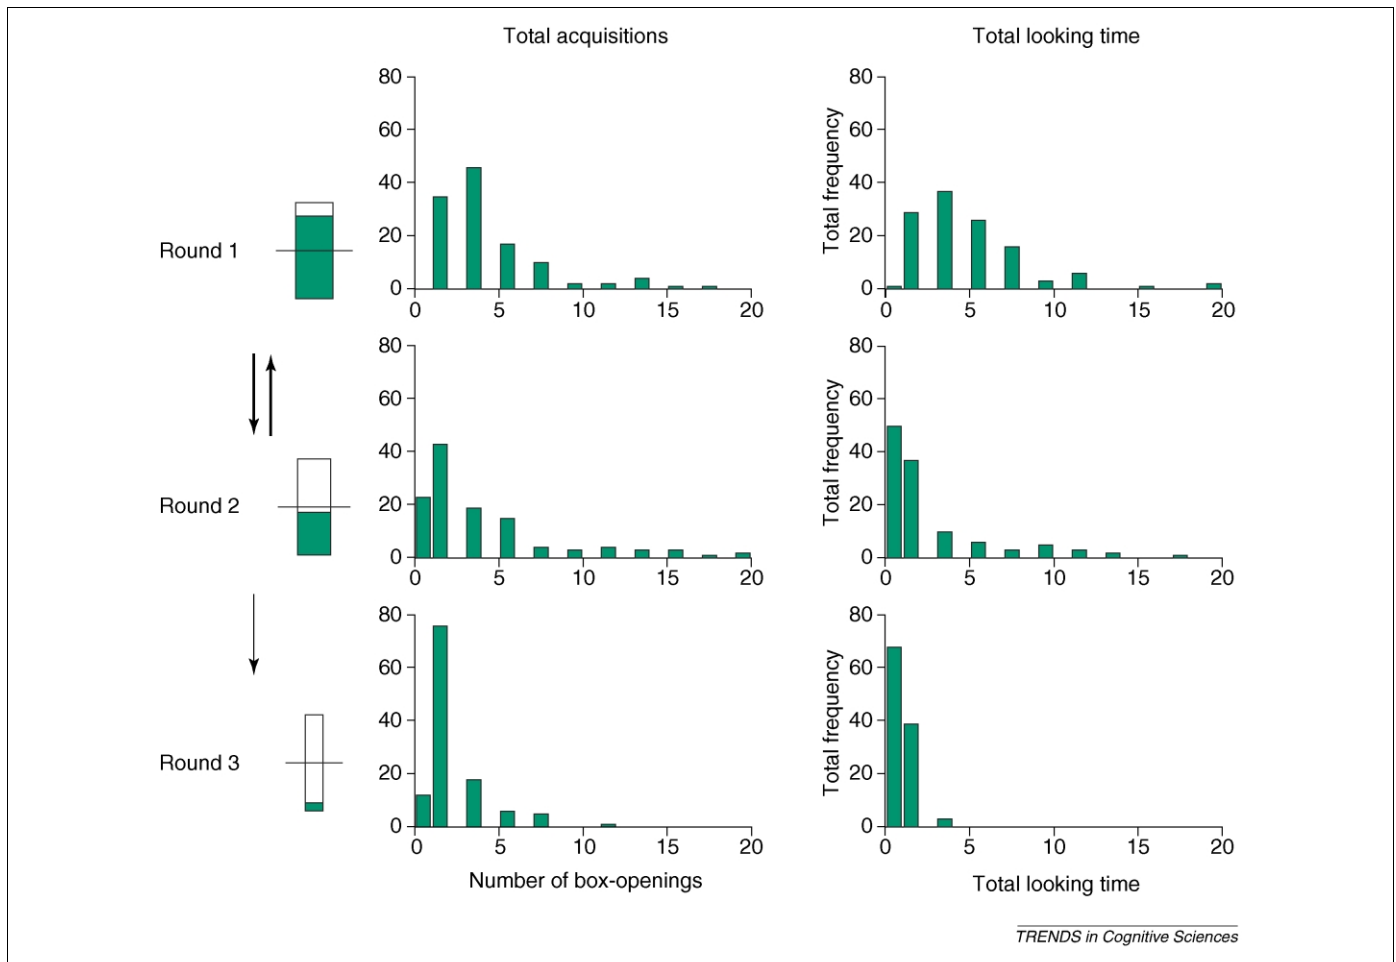 Total acquisitions
Total looking time
80
60
40
20
0
0 5 10 15 20
Total frequency
80
60
40
20
0
0 5 10 15 20
Round 1
80
60
40
20
0
0 5 10 15 20
Total frequency
80
60
40
20
0
0 5 10 15 20
Round 2
80
60
40
20
0
0 5 10 15 20
Number of box-openings
Total frequency
80
60
40
20
0
0 5 10 15 20
Total looking time
Round 3
TRENDS in Cognitive Sciences